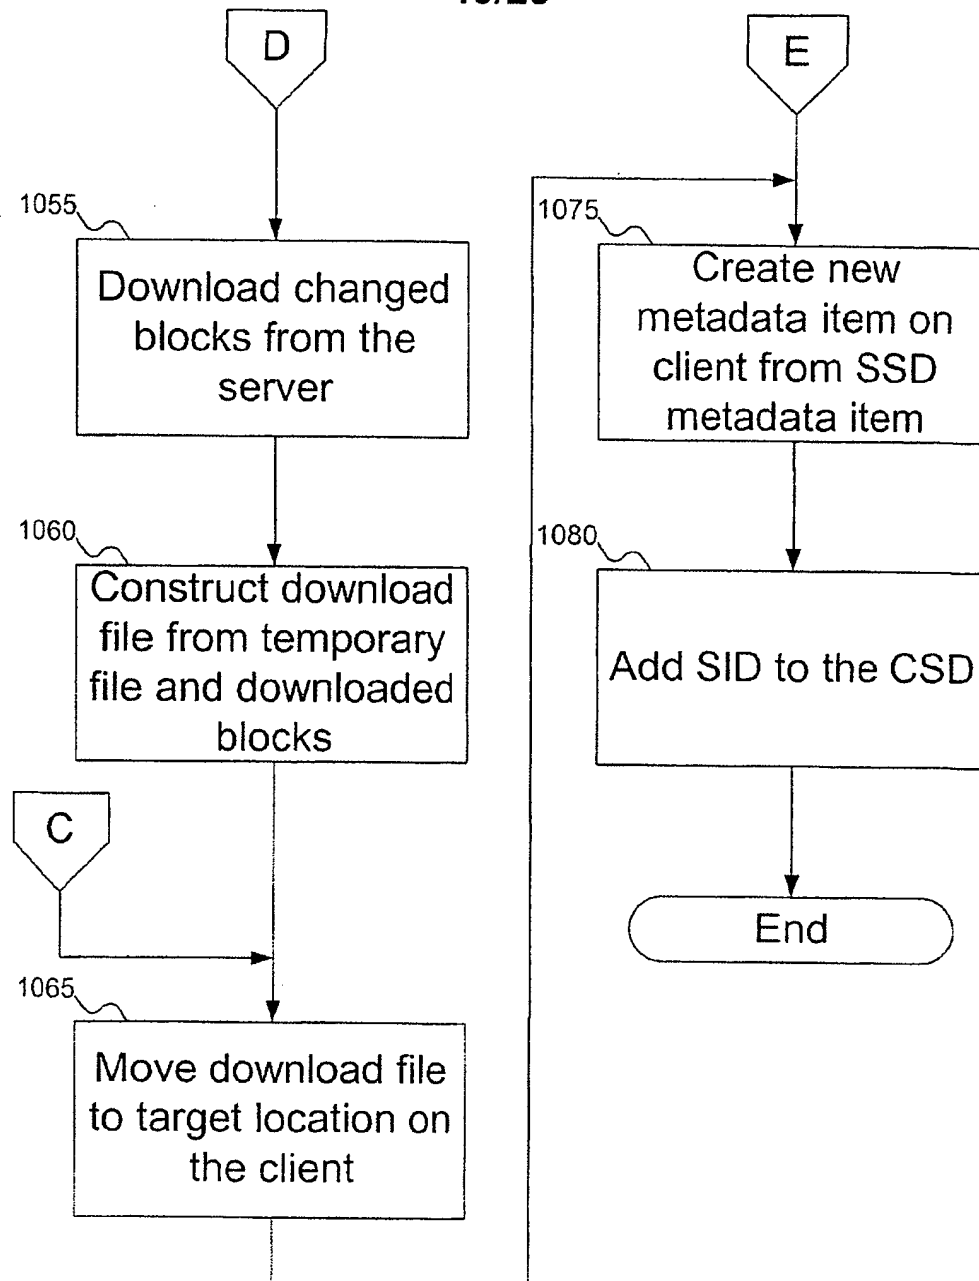 D
1055
Download changed
blocks from the
server
1060
Construct download
file from temporary
file and downloaded
blocks
C
1065
Move download file
to target location on
the client
E
1075
Create new
metadata item on
client from SSD
metadata item
1080
Add SID to the CSD
End